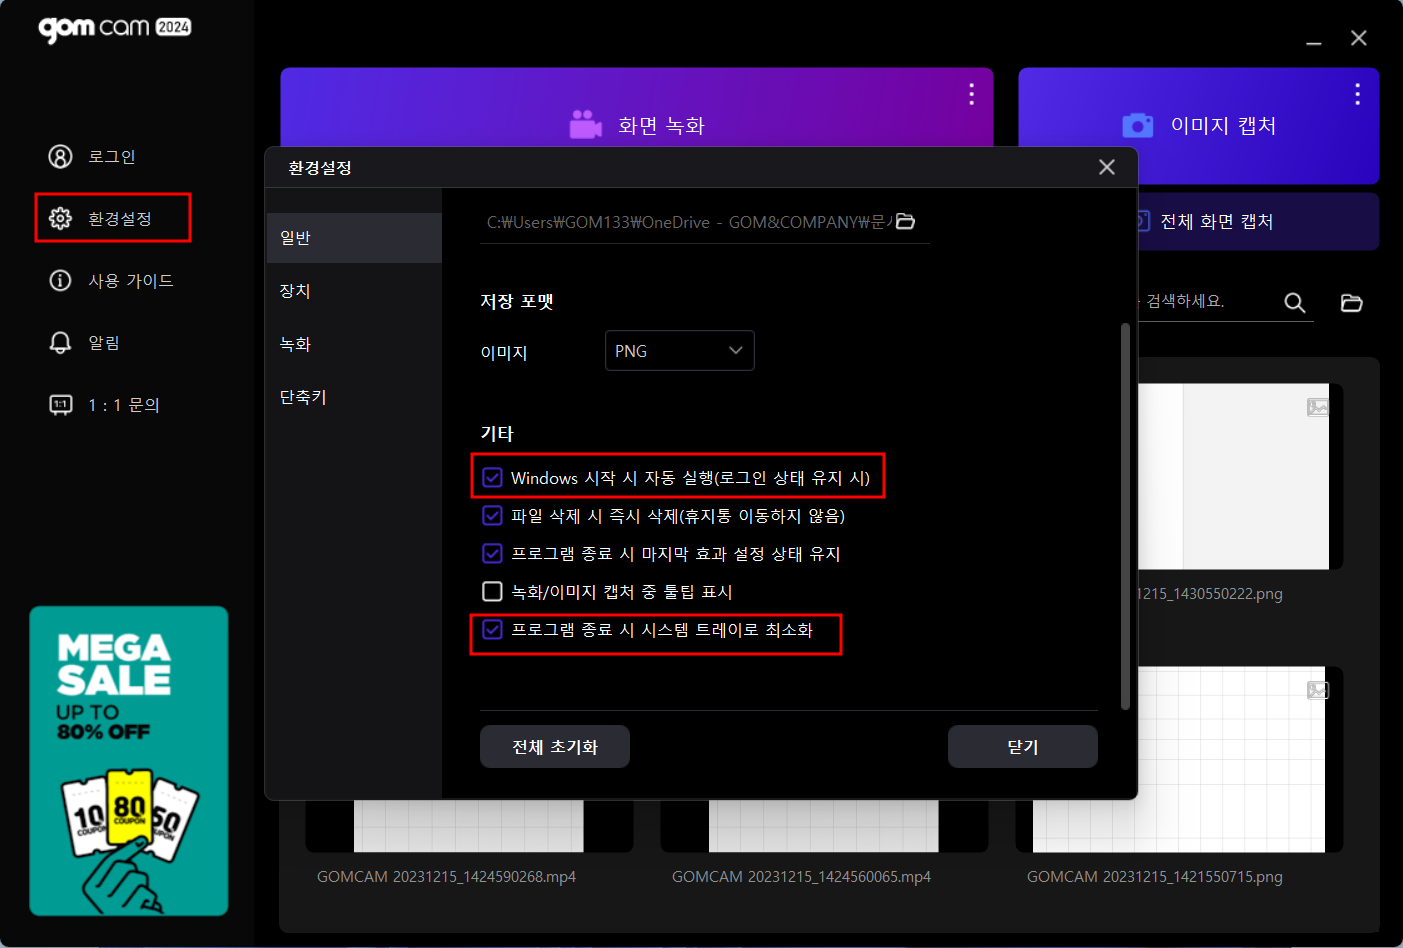 gom cam 2024
로그인
환경설정
사용 가이드
알림
1:1
1 : 1 문의
MEGA
SALE
UP TO
80% OFF
10
COUPON
80
COUPON
50
COUPON
화면 녹화
이미지 캡처
전체 화면 캡처
검색하세요.
환경설정
일반
장치
녹화
단축키
C:₩Users₩GOM133₩OneDrive - GOM&COMPANY₩문
저장 포맷
이미지
PNG
기타
Windows 시작 시 자동 실행(로그인 상태 유지 시)
파일 삭제 시 즉시 삭제(휴지통 이동하지 않음)
프로그램 종료 시 마지막 효과 설정 상태 유지
녹화/이미지 캡처 중 툴팁 표시
프로그램 종료 시 시스템 트레이로 최소화
전체 초기화
닫기
1215_1430550222.png
GOMCAM 20231215_1424590268.mp4
GOMCAM 20231215_1424560065.mp4
GOMCAM 20231215_1421550715.png